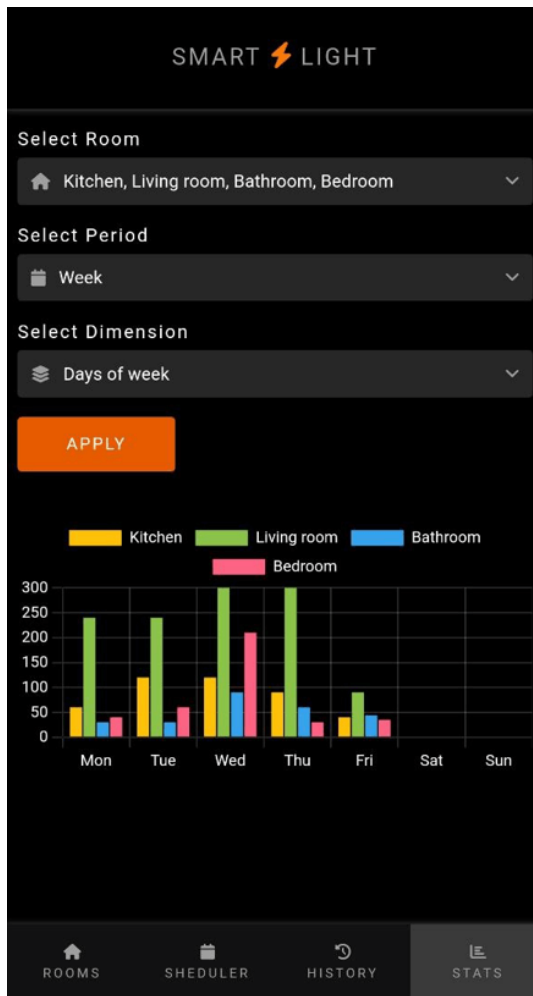 SMART LIGHT
Select Room
Kitchen, Living room, Bathroom, Bedroom
Select Period
Week
Select Dimension
Days of week
APPLY
Kitchen Living room Bathroom
Bedroom
300
250
200
150
100
50
0
Mon Tue Wed Thu Fri Sat Sun
ROOMS SHEDULER HISTORY STATS